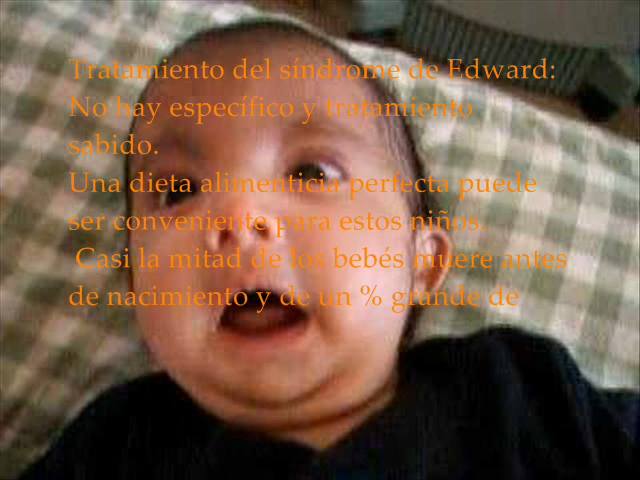 Tratamiento del síndrome de Edward:
No hay específico y tratamiento
sabido.
Una dieta alimenticia perfecta puede
ser conveniente para estos niños.
Casi la mitad de los bebés muere antes
de nacimiento y de un % grande de